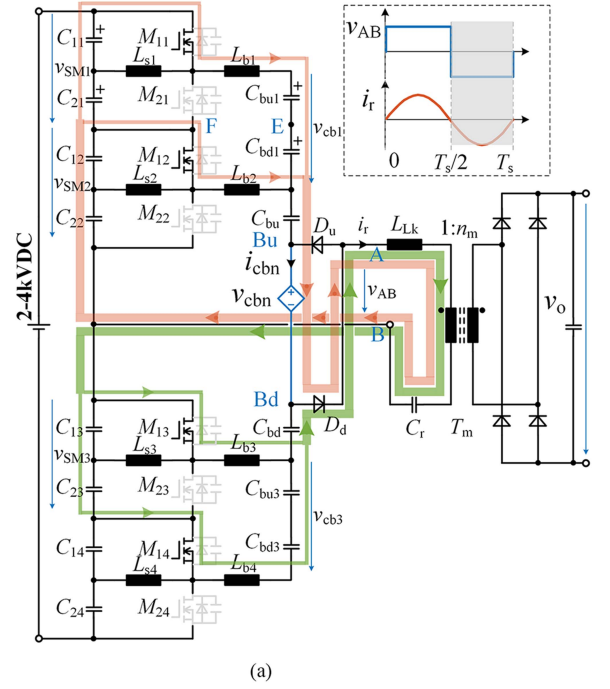 C11
+
M11
Ls1
Lb1
vSM1
+
C21
M21
Cbu1
+
F
E
vcb1
C12
M12
Cbd1
+
Ls2
Lb2
vSM2
C22
M22
Cbu
Bu
Du
ir
LLk
1:nm
icbn
A
vcbn
+
−
vAB
vo
B
2-4kVDC
Bd
Dd
Cr
Tm
C13
M13
Cbd
Ls3
Lb3
vSM3
C23
M23
Cbu3
vcb3
C14
M14
Cbd3
Ls4
Lb4
C24
M24
vAB
ir
0
Ts/2
Ts
(a)